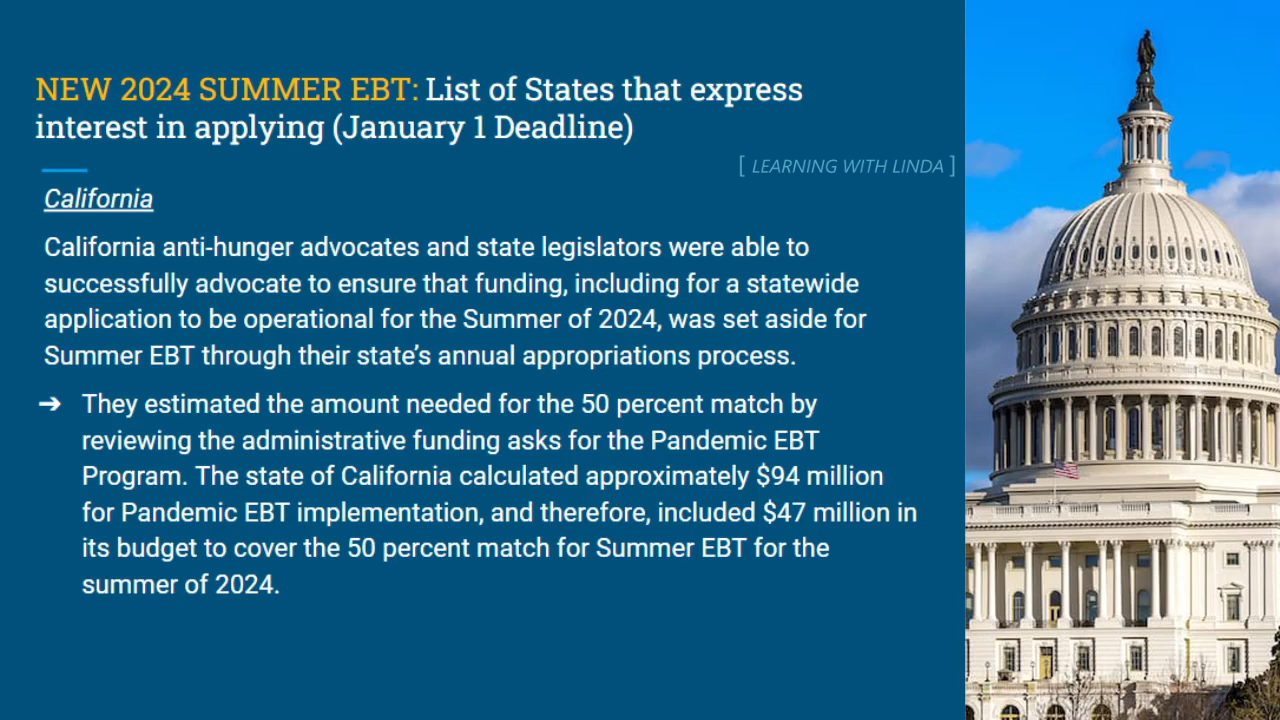 NEW 2024 SUMMER EBT: List of States that express
interest in applying (January 1 Deadline)
[ LEARNING WITH LINDA ]
California
California anti-hunger advocates and state legislators were able to
successfully advocate to ensure that funding, including for a statewide
application to be operational for the Summer of 2024, was set aside for
Summer EBT through their state’s annual appropriations process.
➔ They estimated the amount needed for the 50 percent match by
reviewing the administrative funding asks for the Pandemic EBT
Program. The state of California calculated approximately $94 million
for Pandemic EBT implementation, and therefore, included $47 million in
its budget to cover the 50 percent match for Summer EBT for the
summer of 2024.